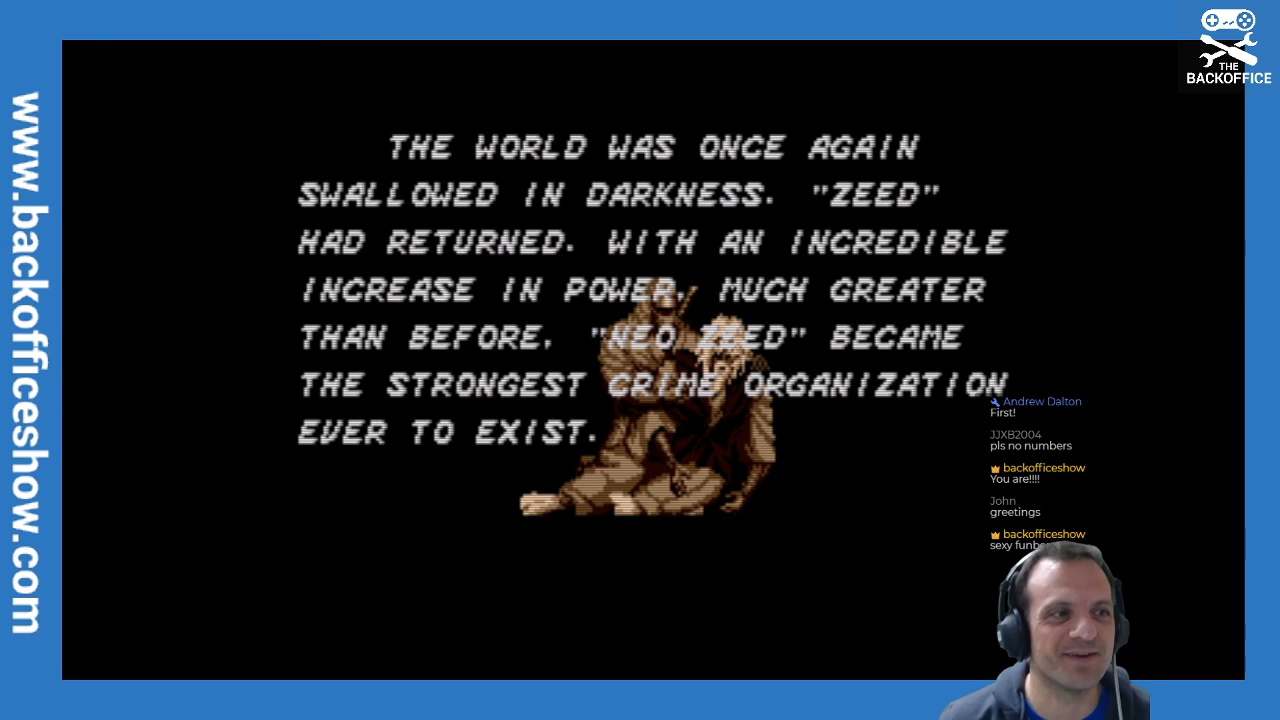 www.backofficeshow.com
THE
BACKOFFICE
THE WORLD WAS ONCE AGAIN
SWALLOWED IN DARKNESS. "ZEED"
HAD RETURNED. WITH AN INCREDIBLE
INCREASE IN POWER, MUCH GREATER
THAN BEFORE, "NEO ZEED" BECAME
THE STRONGEST CRIME ORGANIZATION
EVER TO EXIST.
Andrew Dalton
First!
JJXB2004
pls no numbers
backofficeshow
You are!!!!
John
greetings
backofficeshow
sexy